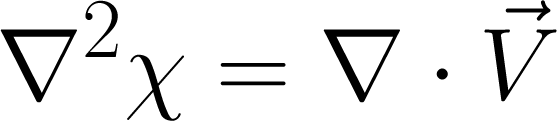 ∇²χ = ∇ · V⃗